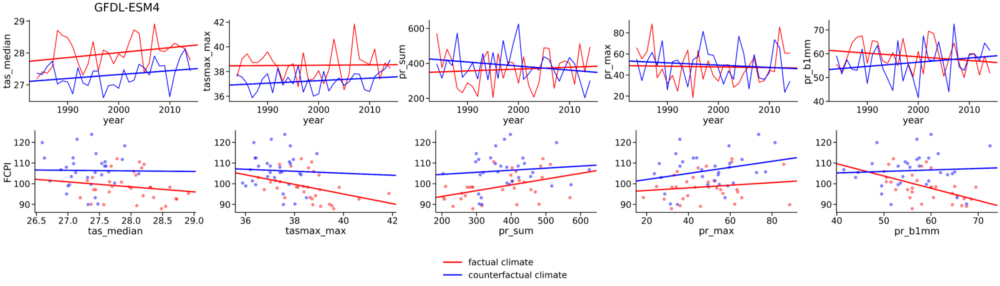 GFDL-ESM4
29
28
27
tas_median
1990 2000 2010
year
42
40
38
36
tasmax_max
1990 2000 2010
year
600
400
200
pr_sum
1990 2000 2010
year
80
60
40
20
pr_max
1990 2000 2010
year
70
60
50
40
pr_b1mm
1990 2000 2010
year
120
110
100
90
FCPI
26.5 27.0 27.5 28.0 28.5 29.0
tas_median
120
110
100
90
36 38 40 42
tasmax_max
120
110
100
90
200 300 400 500 600
pr_sum
120
110
100
90
20 40 60 80
pr_max
120
110
100
90
40 50 60 70
pr_b1mm
factual climate
counterfactual climate